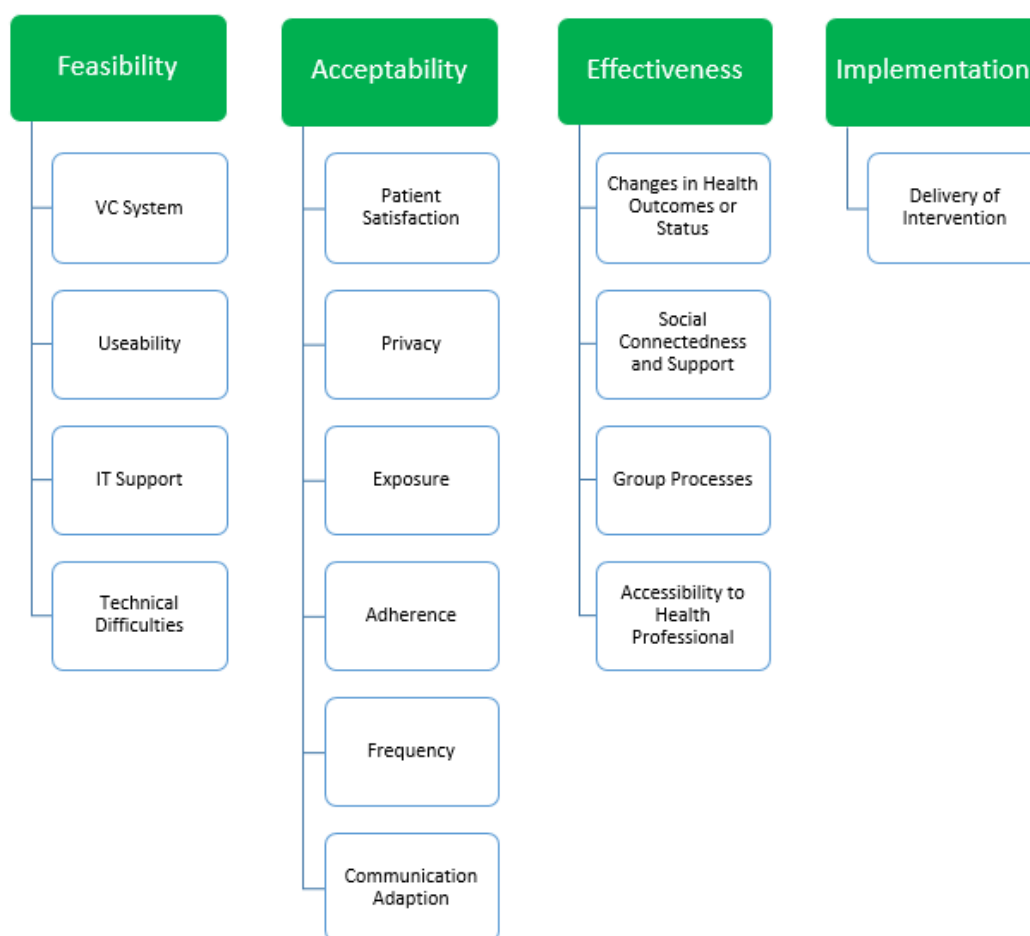 Feasibility
VC System
Useability
IT Support
Technical
Difficulties
Acceptability
Patient
Satisfaction
Privacy
Exposure
Adherence
Frequency
Communication
Adaption
Effectiveness
Changes in Health
Outcomes or
Status
Social
Connectedness
and Support
Group Processes
Accessibility to
Health
Professional
Implementation
Delivery of
Intervention